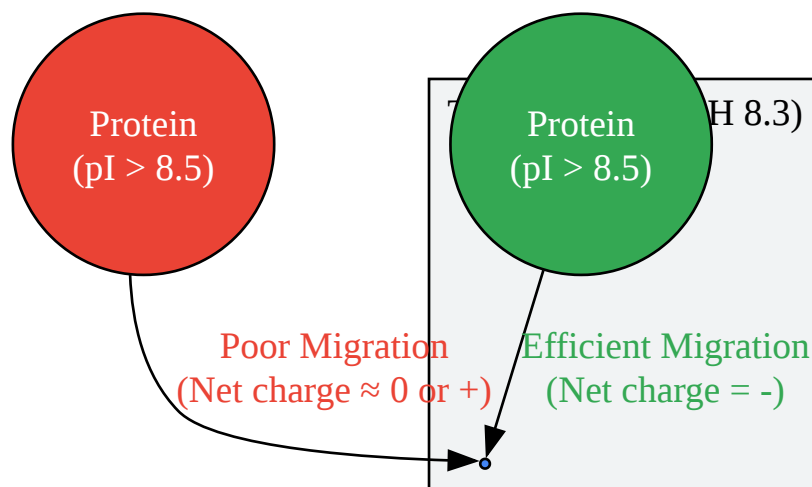 Protein
(pI > 8.5)
Protein
(pI > 8.5)
H 8.3)
Poor Migration
(Net charge ≈ 0 or +)
Efficient Migration
(Net charge = -)